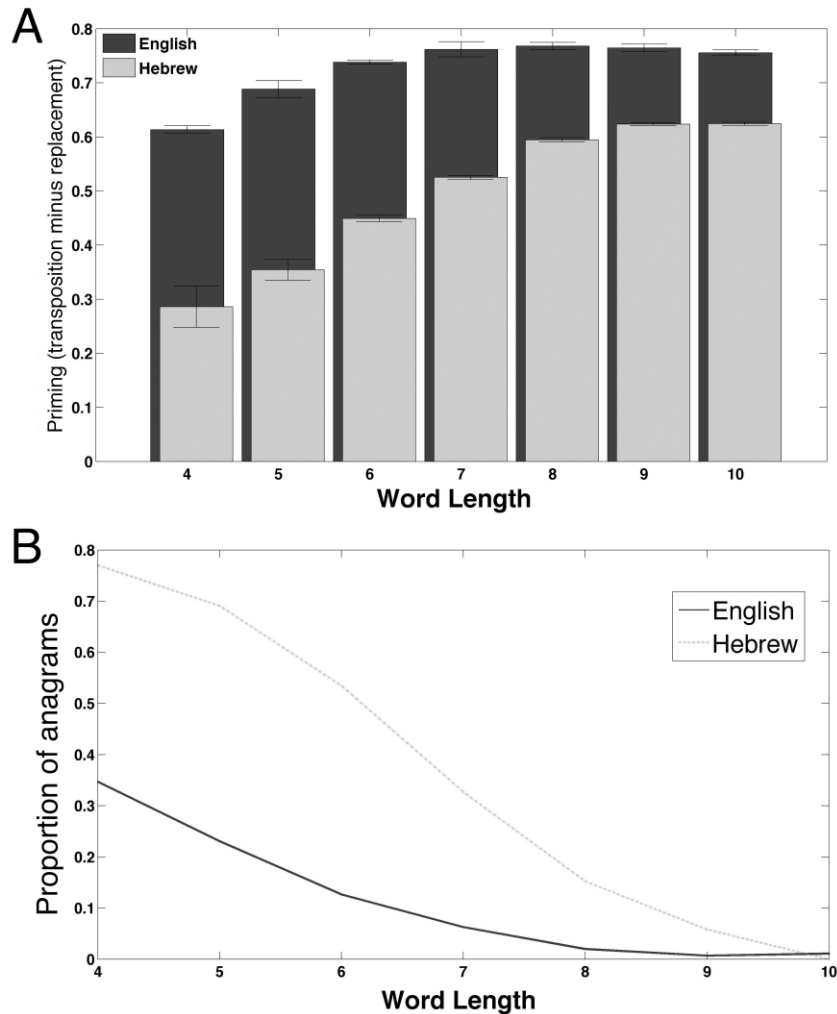 A
English
Hebrew
Priming (transposition minus replacement)
0.8
0.7
0.6
0.5
0.4
0.3
0.2
0.1
0
4 5 6 7 8 9 10
Word Length
B
English
Hebrew
Proportion of anagrams
0.8
0.7
0.6
0.5
0.4
0.3
0.2
0.1
0
4 5 6 7 8 9 10
Word Length